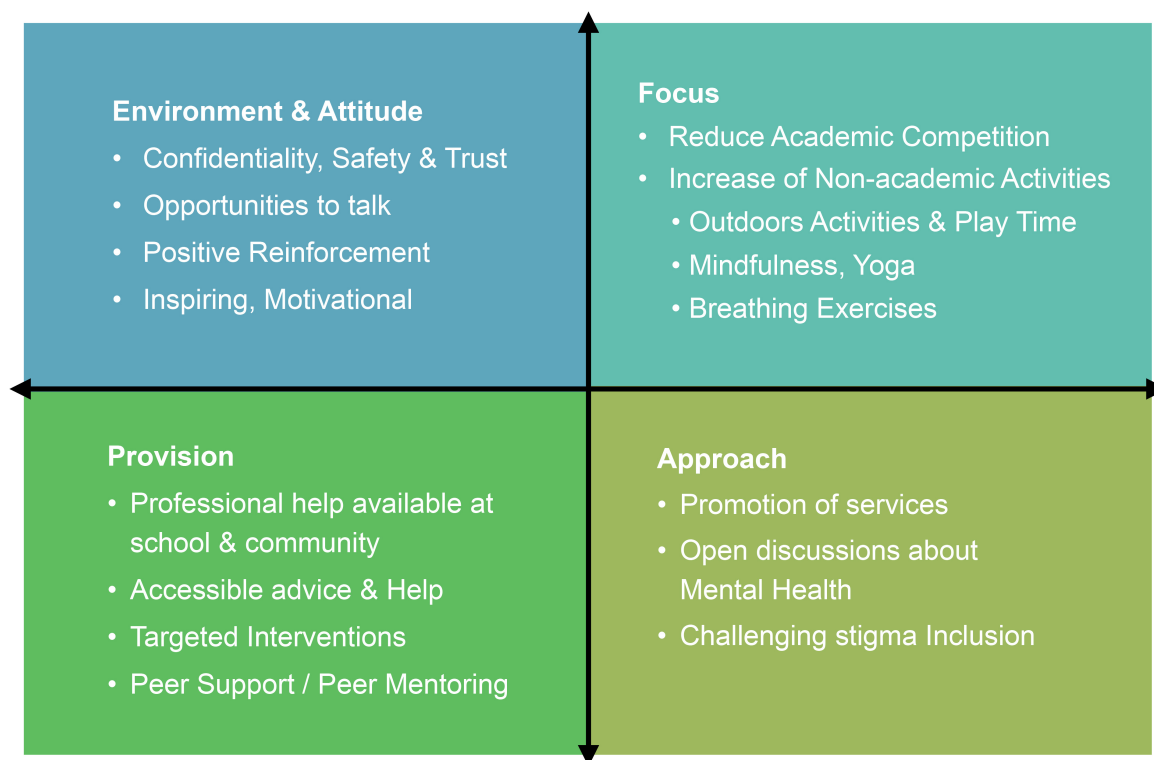 Environment & Attitude
• Confidentiality, Safety & Trust
• Opportunities to talk
• Positive Reinforcement
• Inspiring, Motivational
Focus
• Reduce Academic Competition
• Increase of Non-academic Activities
• Outdoors Activities & Play Time
• Mindfulness, Yoga
• Breathing Exercises
Provision
• Professional help available at
school & community
• Accessible advice & Help
• Targeted Interventions
• Peer Support / Peer Mentoring
Approach
• Promotion of services
• Open discussions about
Mental Health
• Challenging stigma Inclusion